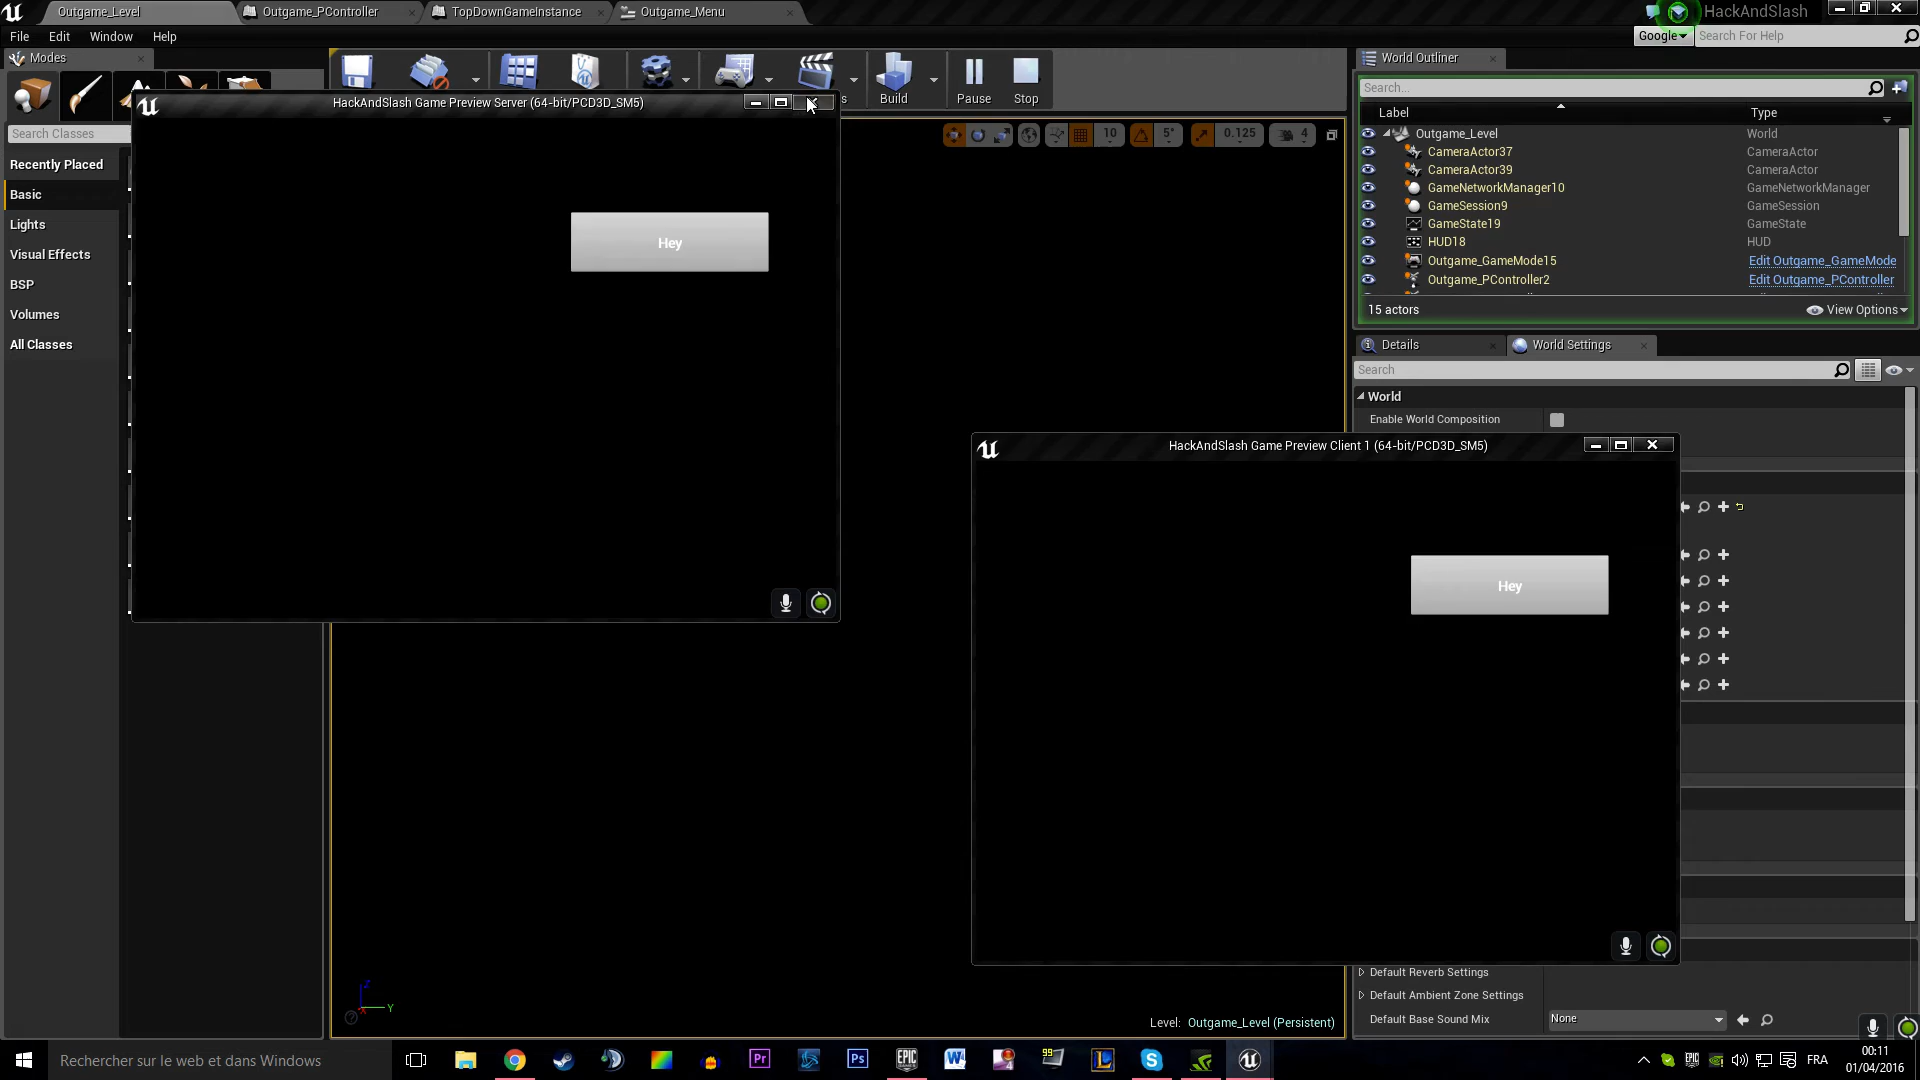 Outgame_Level
Outgame_PController
TopDownGameInstance
Outgame_Menu
HackAndSlash
File
Edit
Window
Help
Google
Search For Help
Modes
World Outliner
Build
Pause
Stop
Search...
HackAndSlash Game Preview Server (64-bit/PCD3D_SM5)
Label
Type
Search Classes
10
5°
0.125
4
Outgame_Level
World
CameraActor37
CameraActor
Recently Placed
CameraActor39
CameraActor
GameNetworkManager10
GameNetworkManager
Basic
GameSession9
GameSession
Lights
GameState19
GameState
HUD18
HUD
Hey
Visual Effects
Outgame_GameMode15
Edit Outgame_GameMode
BSP
Outgame_PController2
Edit Outgame_PController
Volumes
15 actors
View Options
All Classes
Details
World Settings
Search
World
Enable World Composition
HackAndSlash Game Preview Client 1 (64-bit/PCD3D_SM5)
Hey
Default Reverb Settings
Default Ambient Zone Settings
Default Base Sound Mix
None
Z
Y
Level: Outgame_Level (Persistent)
Rechercher sur le web et dans Windows
Pr
Ps
EPIC
GAMES
99
FRA
00:11
01/04/2016